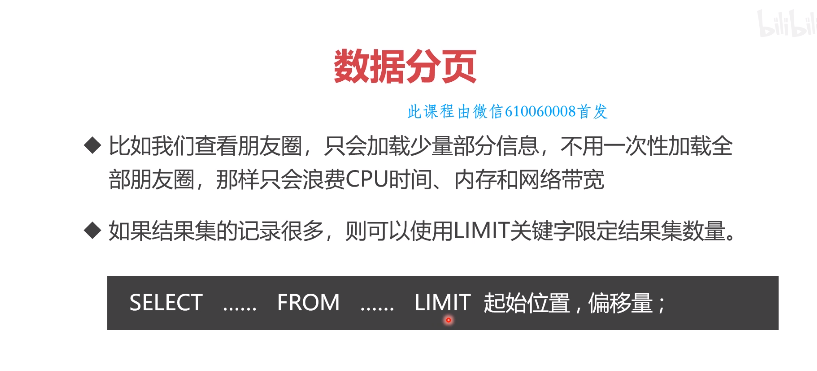 bilibili
数据分页
此课程由微信610060008首发
◆ 比如我们查看朋友圈，只会加载少量部分信息，不用一次性加载全
部朋友圈，那样只会浪费CPU时间、内存和网络带宽
◆ 如果结果集的记录很多，则可以使用LIMIT关键字限定结果集数量。
SELECT ...... FROM ...... LIMIT 起始位置 , 偏移量 ;